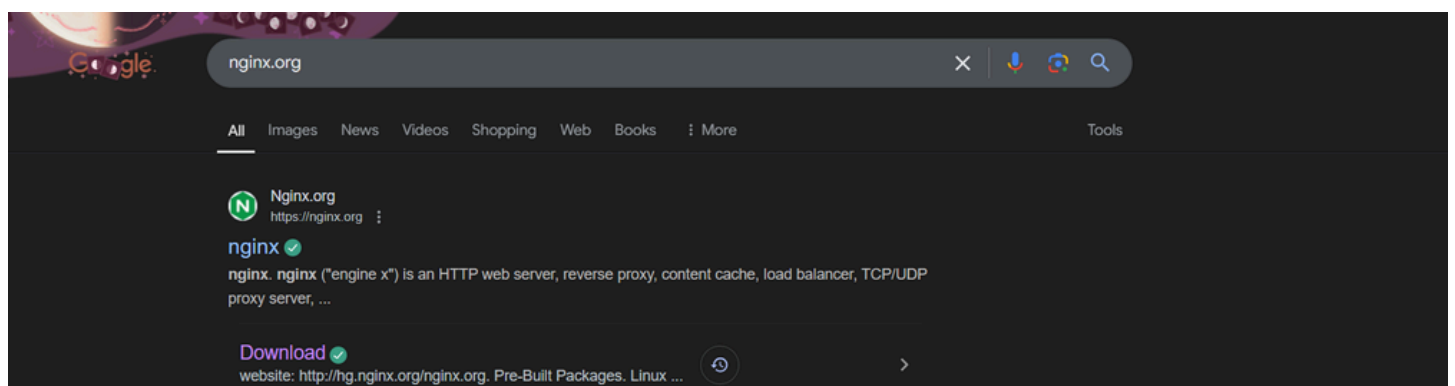 Google
nginx.org
All Images News Videos Shopping Web Books More Tools
Nginx.org
https://nginx.org
nginx
nginx. nginx ("engine x") is an HTTP web server, reverse proxy, content cache, load balancer, TCP/UDP
proxy server, ...
Download
website: http://hg.nginx.org/nginx.org. Pre-Built Packages. Linux ...